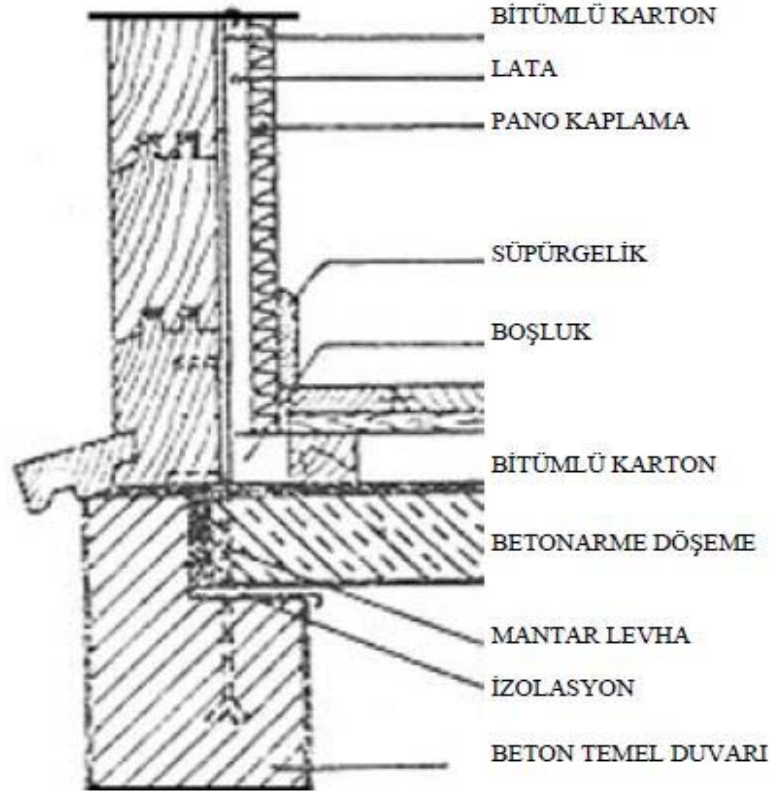 BİTÜMLÜ KARTON
LATA
PANO KAPLAMA
SÜPÜRGELİK
BOŞLUK
BİTÜMLÜ KARTON
BETONARME DÖŞEME
MANTAR LEVHA
İZOLASYON
BETON TEMEL DUVARI